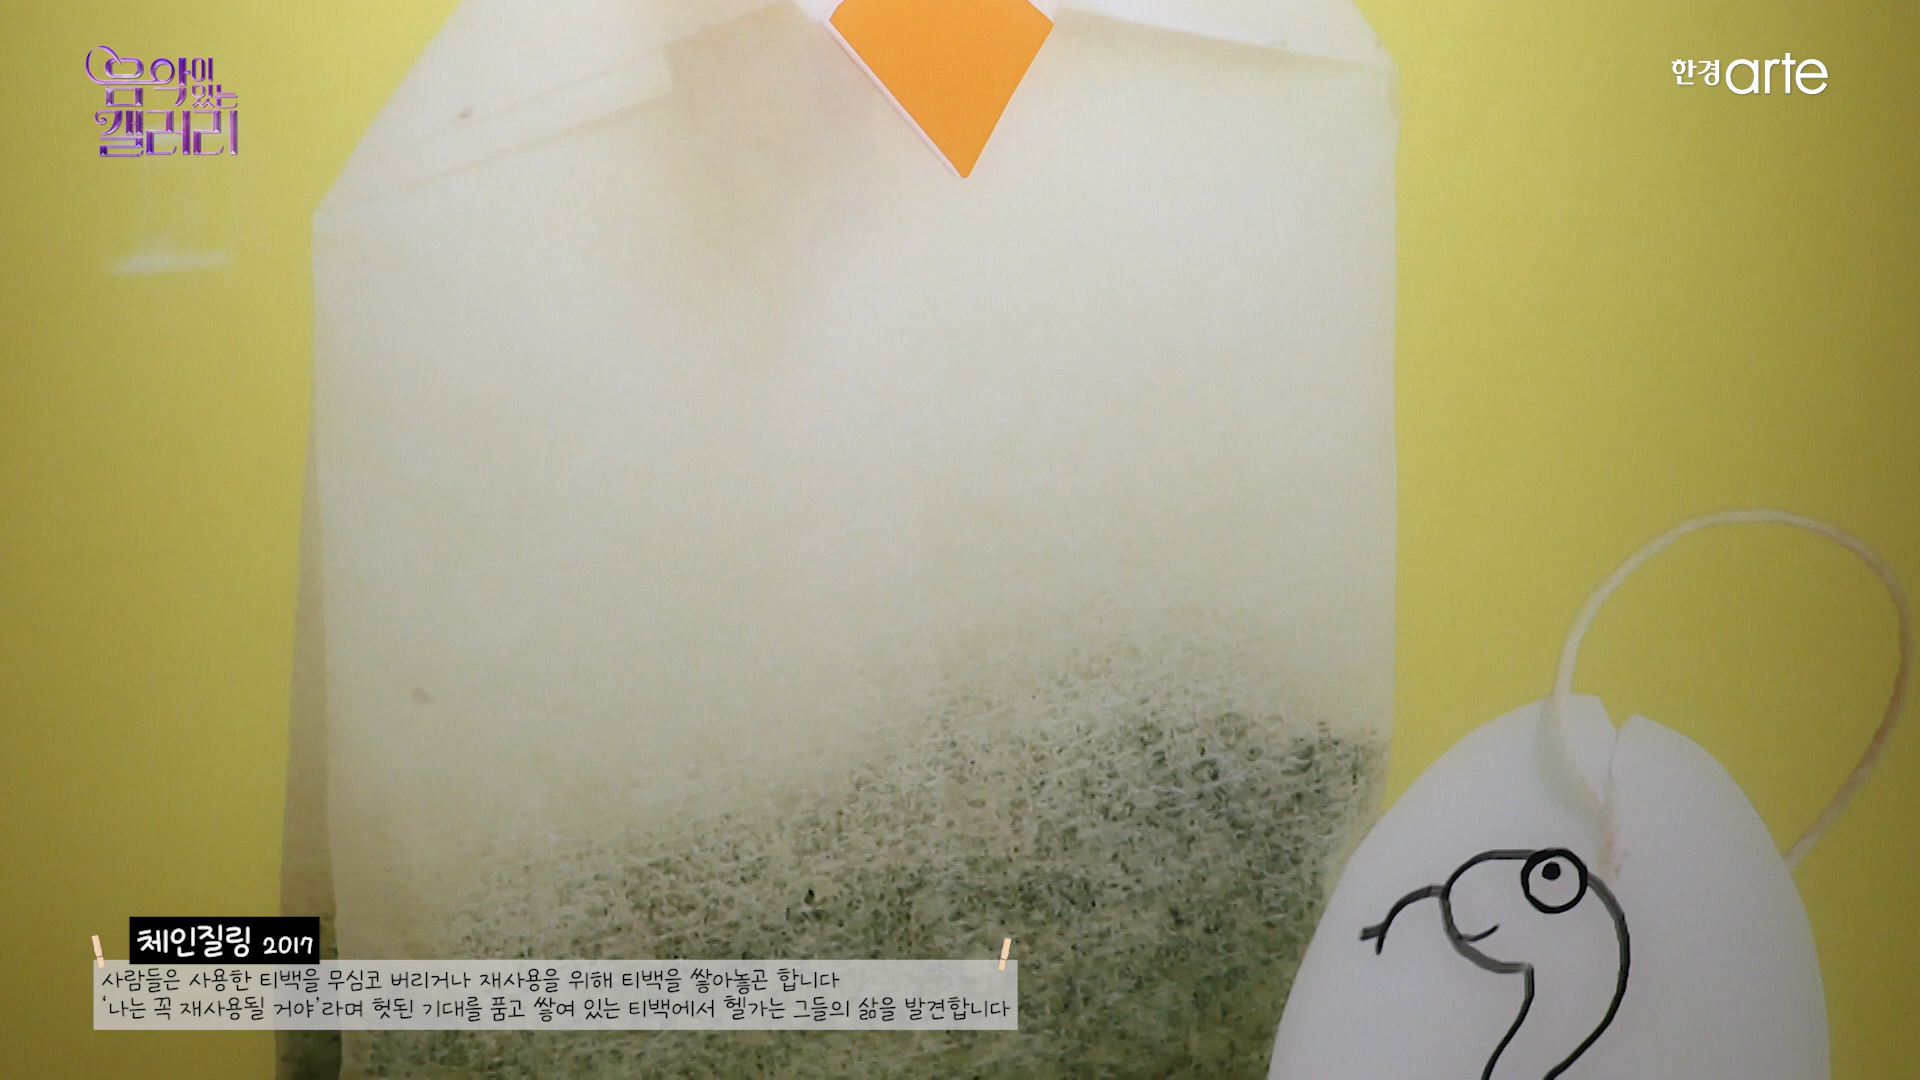 음악이
있는
갤러리
한경arte
체인질링 2017
사람들은 사용한 티백을 무심코 버리거나 재사용을 위해 티백을 쌓아놓곤 합니다
‘나는 꼭 재사용될 거야’라며 헛된 기대를 품고 쌓여 있는 티백에서 헬가는 그들의 삶을 발견합니다